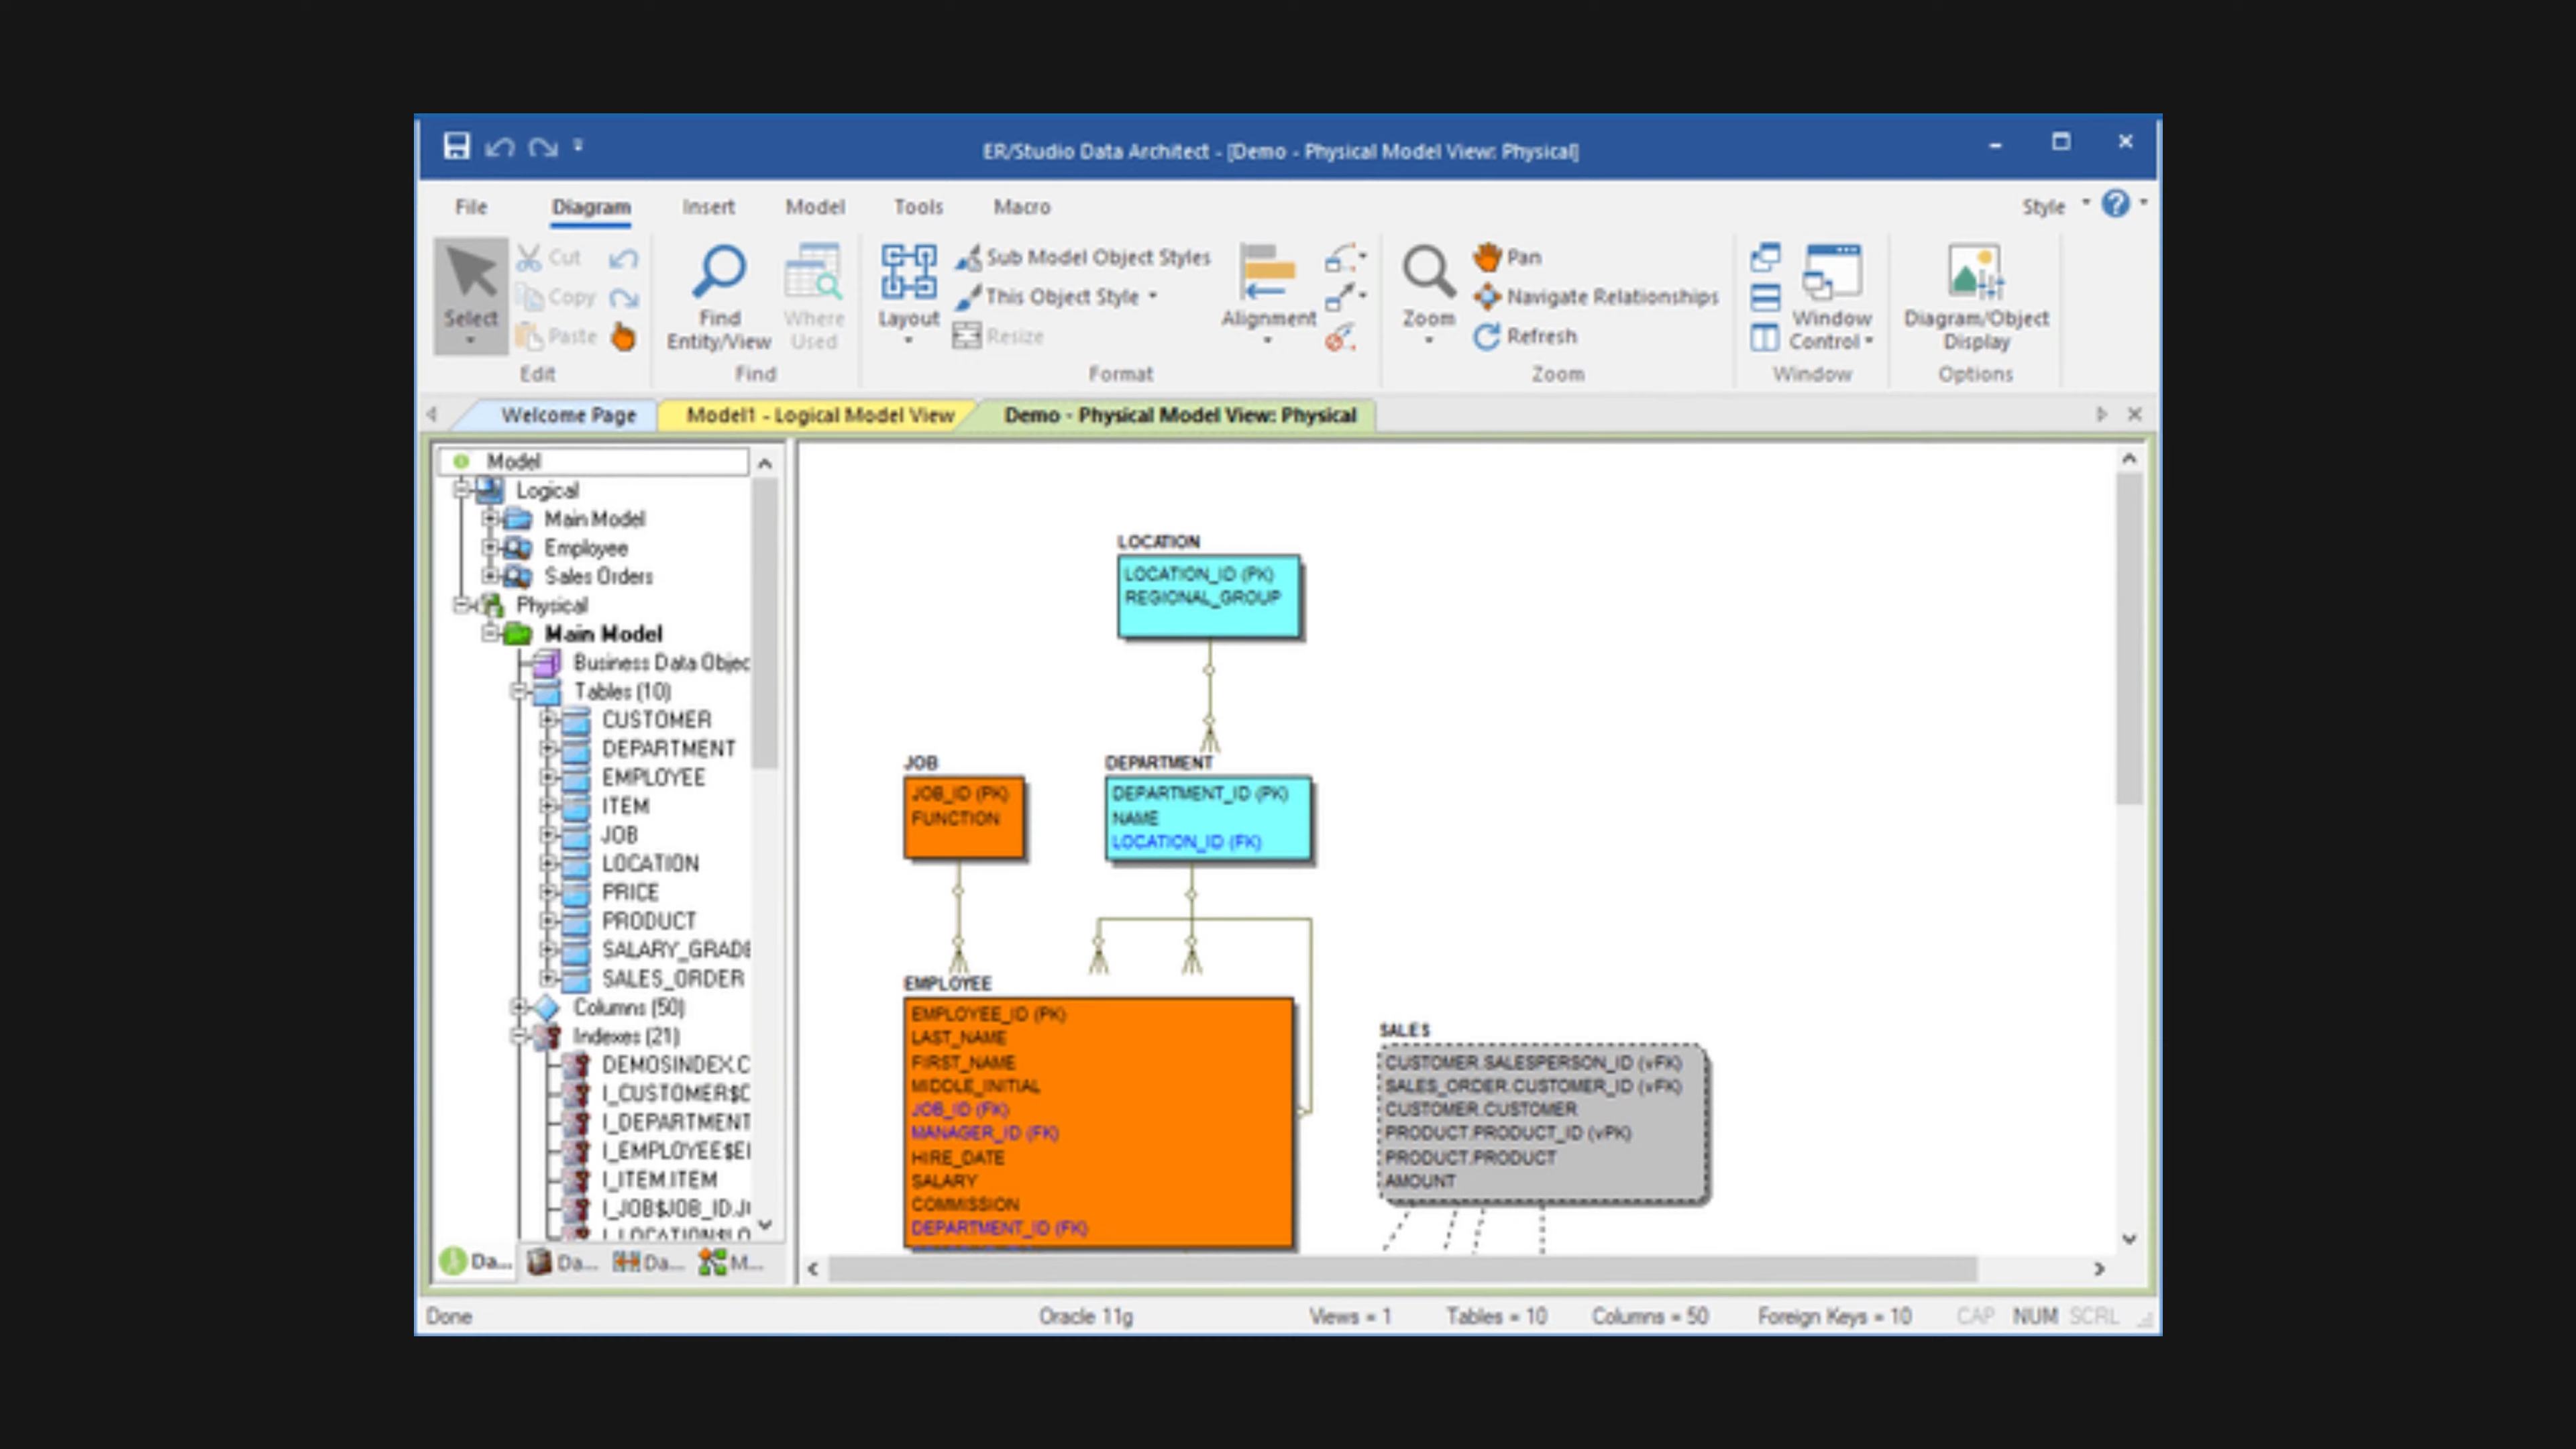 ER/Studio Data Architect - [Demo - Physical Model View: Physical]
File Diagram Insert Model Tools Macro Style
Select
Cut
Copy
Paste
Edit
Find Entity/View
Where Used
Find
Layout
Sub Model Object Styles
This Object Style
Resize
Alignment
Format
Zoom
Pan
Navigate Relationships
Refresh
Zoom
Window Control
Window
Diagram/Object Display
Options
Welcome Page
Model1 - Logical Model View
Demo - Physical Model View: Physical
Model
Logical
Main Model
Employee
Sales Orders
Physical
Main Model
Business Data Objec
Tables (10)
CUSTOMER
DEPARTMENT
EMPLOYEE
ITEM
JOB
LOCATION
PRICE
PRODUCT
SALARY_GRADE
SALES_ORDER
Columns (50)
Indexes (21)
DEMOSINDEX.C
I_CUSTOMER$C
I_DEPARTMENT
I_EMPLOYEE$EI
I_ITEM.ITEM
I_JOB$JOB_ID.J
I_LOCATION$LO
Da...
Da...
Da...
M...
LOCATION
LOCATION_ID (PK)
REGIONAL_GROUP
JOB
JOB_ID (PK)
FUNCTION
DEPARTMENT
DEPARTMENT_ID (PK)
NAME
LOCATION_ID (FK)
EMPLOYEE
EMPLOYEE_ID (PK)
LAST_NAME
FIRST_NAME
MIDDLE_INITIAL
JOB_ID (FK)
MANAGER_ID (FK)
HIRE_DATE
SALARY
COMMISSION
DEPARTMENT_ID (FK)
SALES
CUSTOMER.SALESPERSON_ID (vFK)
SALES_ORDER.CUSTOMER_ID (vFK)
CUSTOMER.CUSTOMER
PRODUCT.PRODUCT_ID (vPK)
PRODUCT.PRODUCT
AMOUNT
Done Oracle 11g Views = 1 Tables = 10 Columns = 50 Foreign Keys = 10 CAP NUM SCRL